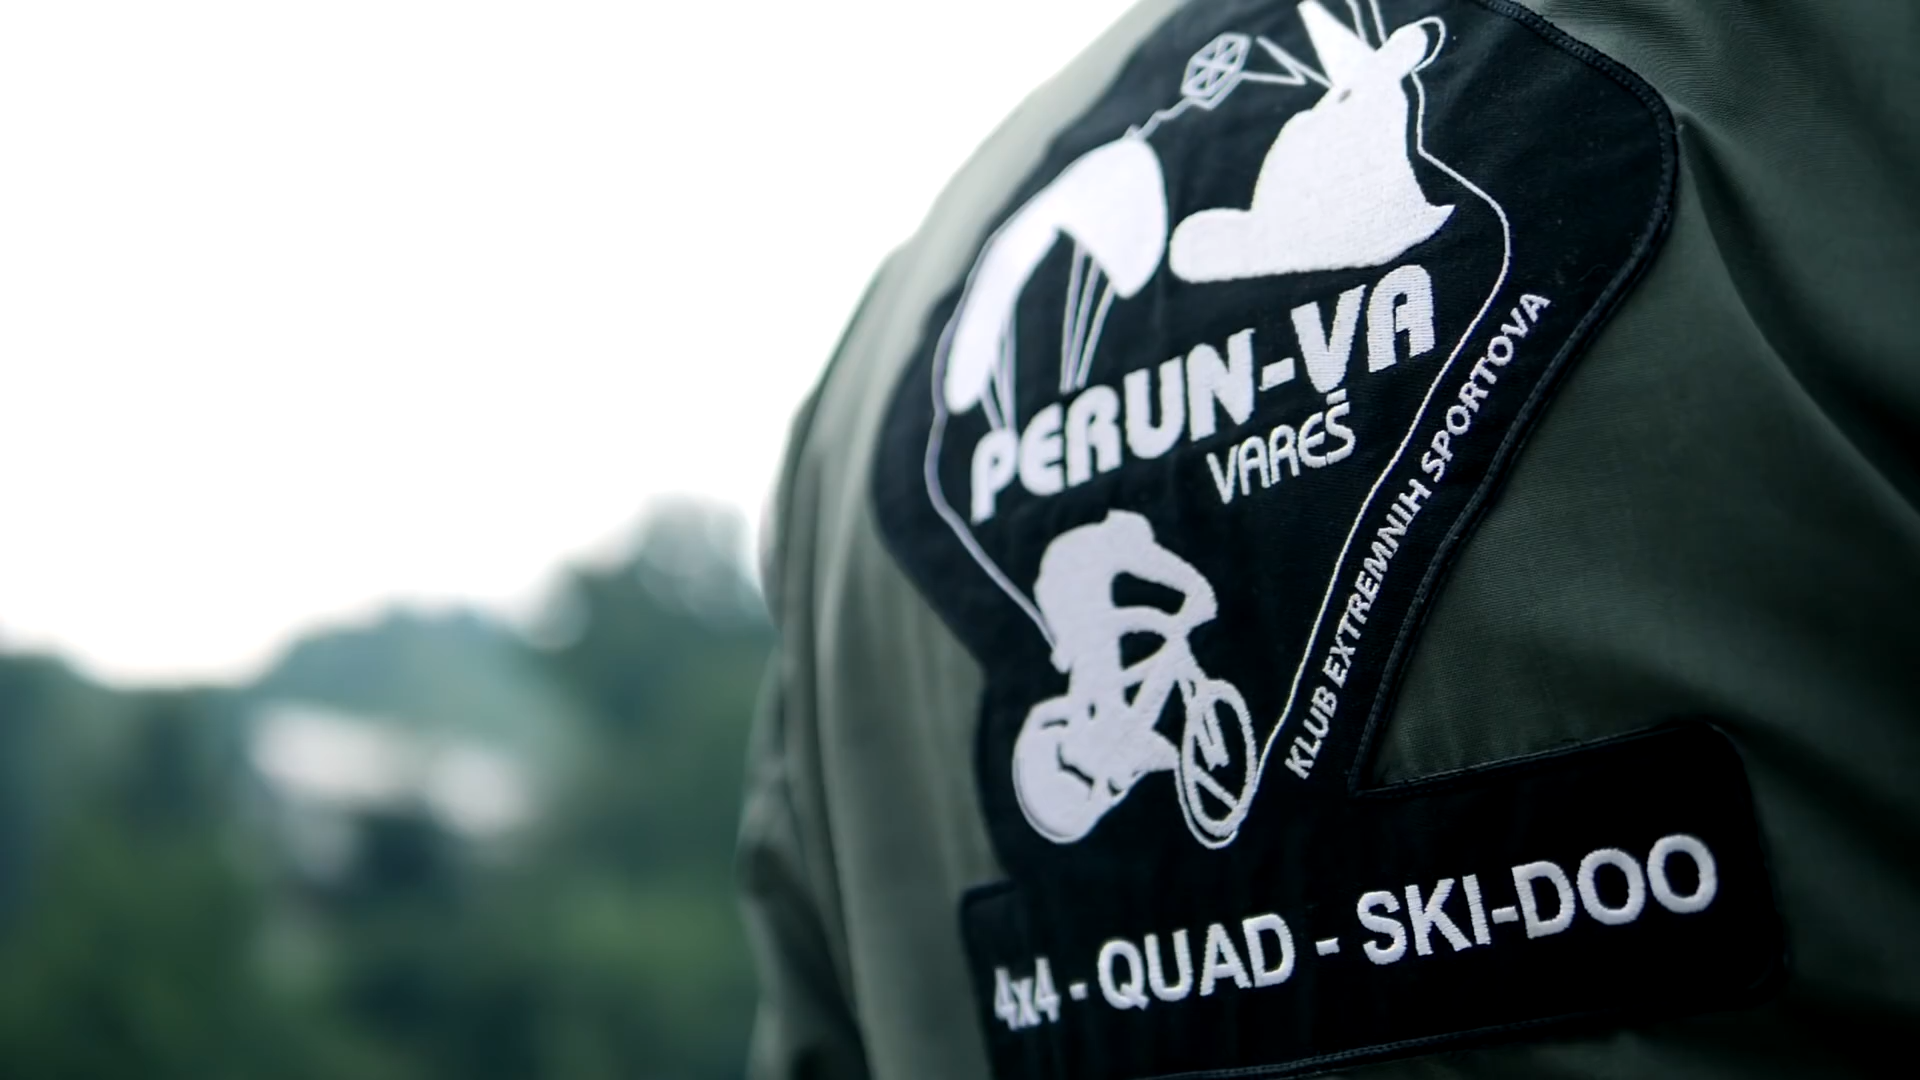 PERUN-VA
VAREŠ
KLUB EXTREMNIH SPORTOVA
4x4 - QUAD - SKI-DOO